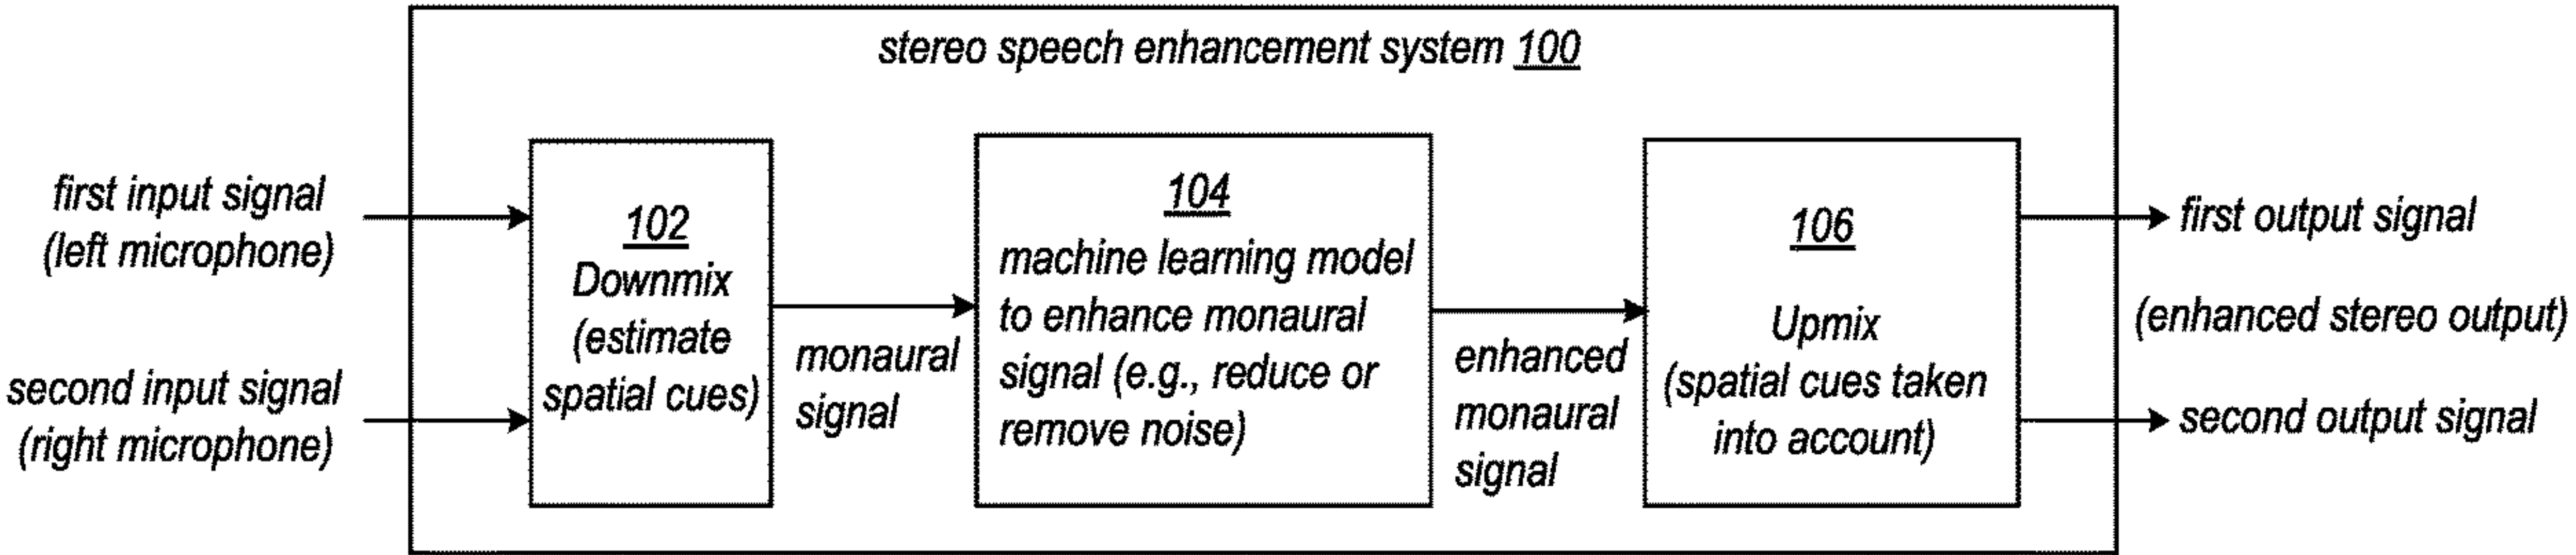 stereo speech enhancement system 100
first input signal
(left microphone)
second input signal
(right microphone)
102
Downmix
(estimate
spatial cues)
monaural
signal
104
machine learning model
to enhance monaural
signal (e.g., reduce or
remove noise)
enhanced
monaural
signal
106
Upmix
(spatial cues taken
into account)
first output signal
(enhanced stereo output)
second output signal